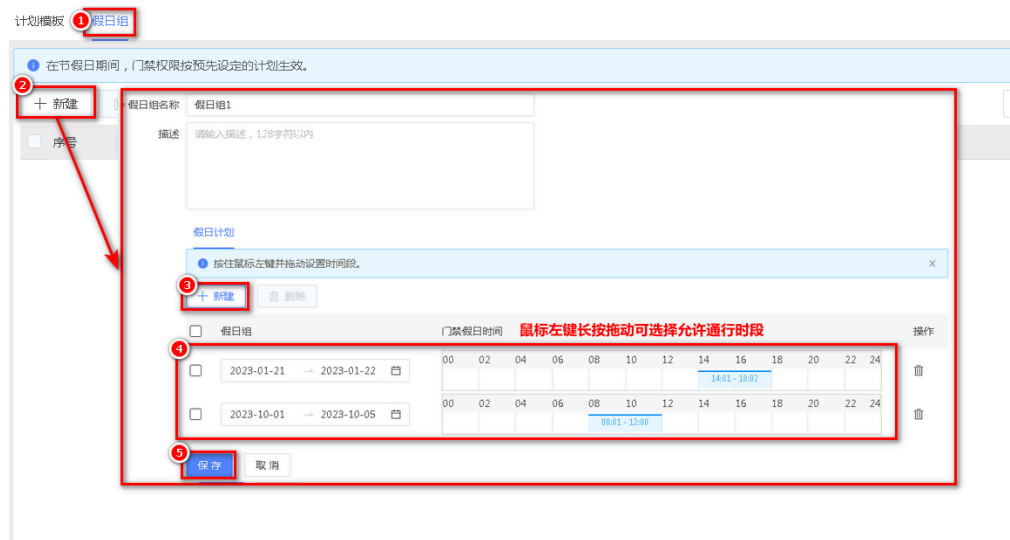 计划模板 1 假日组
在节假日期间，门禁权限按预先设定的计划生效。
2
新建
假日组名称 假日组1
序号
描述 请输入描述，128字符以内
假日计划
按住鼠标左键并拖动设置时间段。
3
新建 删除
假日组 门禁假日时间 鼠标左键长按拖动可选择允许通行时段 操作
4
00 02 04 06 08 10 12 14 16 18 20 22 24
2023-01-21 → 2023-01-22
14:01 - 18:02
00 02 04 06 08 10 12 14 16 18 20 22 24
2023-10-01 → 2023-10-05
08:01 - 12:00
5
保存 取消